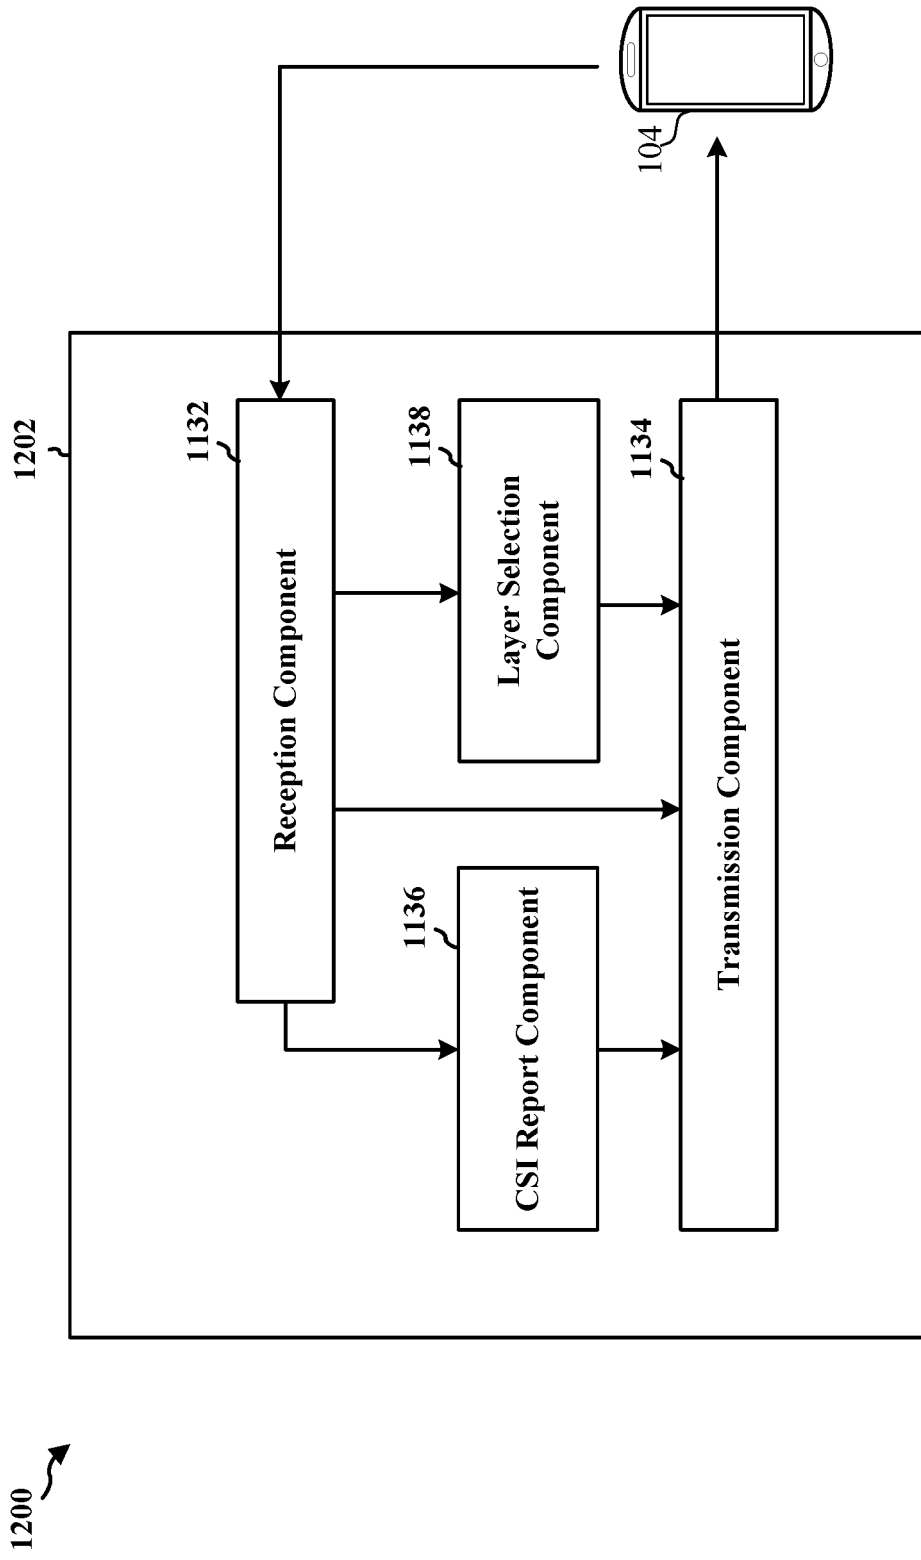 1200
1202
1132
Reception Component
1136
CSI Report Component
1138
Layer Selection
Component
1134
Transmission Component
104